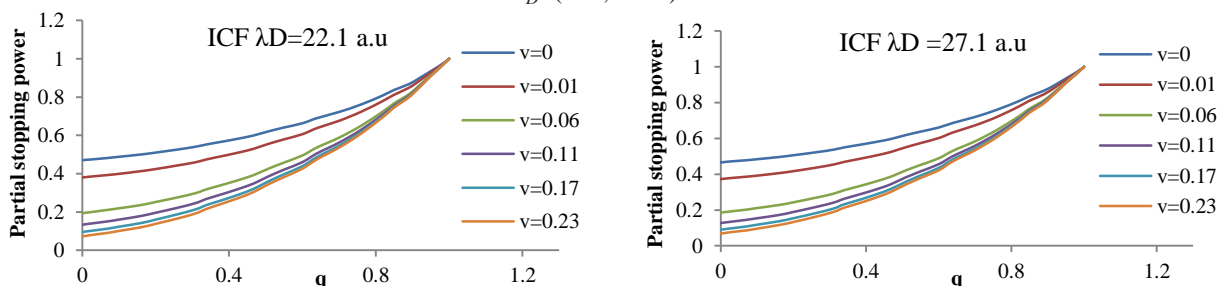 ICF λD=22.1 a.u
Partial stopping power
1.2
1
0.8
0.6
0.4
0.2
0
0
0.4
0.8
1.2
q
v=0
v=0.01
v=0.06
v=0.11
v=0.17
v=0.23
ICF λD =27.1 a.u
Partial stopping power
1.2
1
0.8
0.6
0.4
0.2
0
0
0.4
0.8
1.2
q
v=0
v=0.01
v=0.06
v=0.11
v=0.17
v=0.23